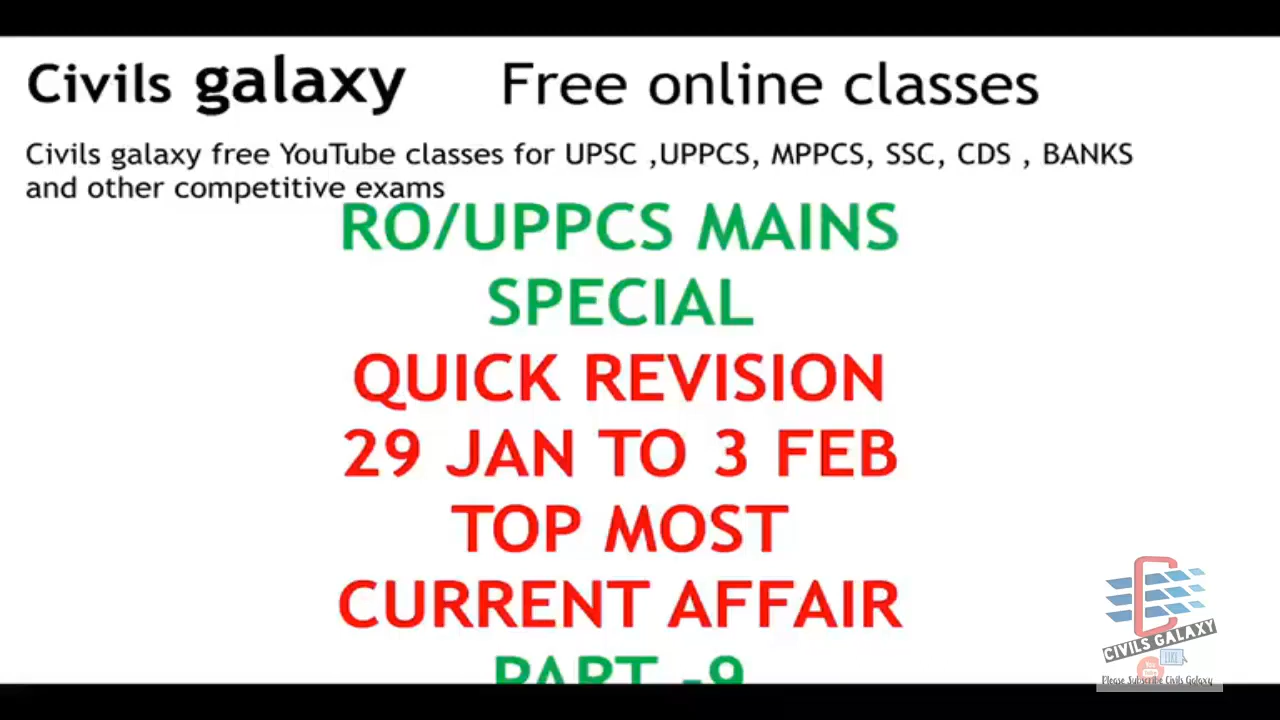 Civils galaxy Free online classes
Civils galaxy free YouTube classes for UPSC ,UPPCS, MPPCS, SSC, CDS , BANKS
and other competitive exams
RO/UPPCS MAINS
SPECIAL
QUICK REVISION
29 JAN TO 3 FEB
TOP MOST
CURRENT AFFAIR
PART -9
CIVILS GALAXY
Please Subscribe Civils Galaxy